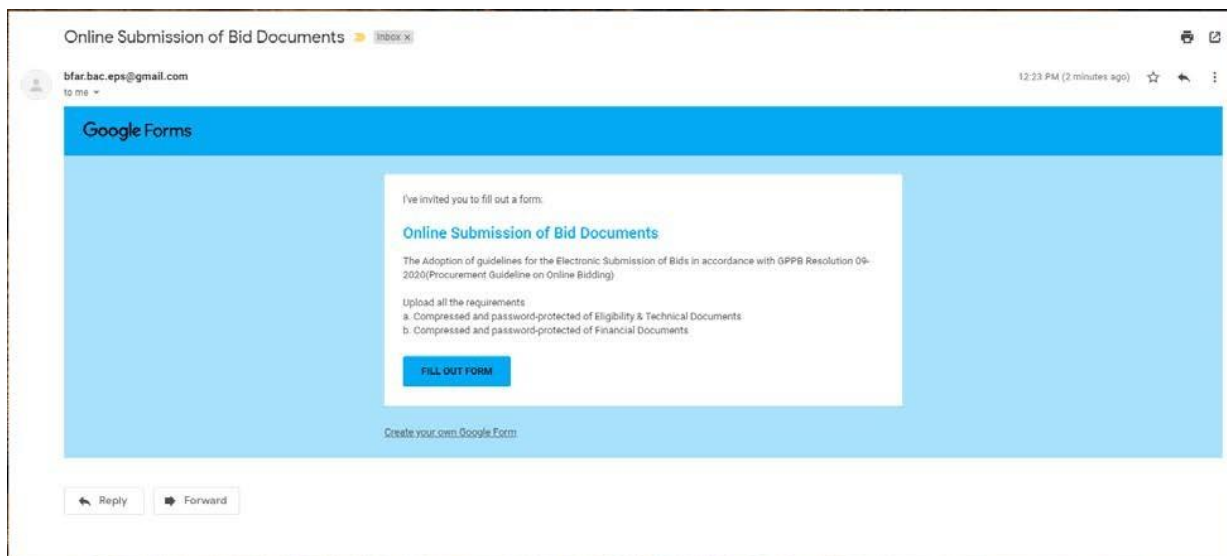 Online Submission of Bid Documents Inbox x
bfar.bac.eps@gmail.com 12:23 PM (2 minutes ago)
to me
Google Forms
I've invited you to fill out a form:
Online Submission of Bid Documents
The Adoption of guidelines for the Electronic Submission of Bids in accordance with GPPB Resolution 09-
2020(Procurement Guideline on Online Bidding)
Upload all the requirements
a. Compressed and password-protected of Eligibility & Technical Documents
b. Compressed and password-protected of Financial Documents
FILL OUT FORM
Create your own Google Form
Reply Forward